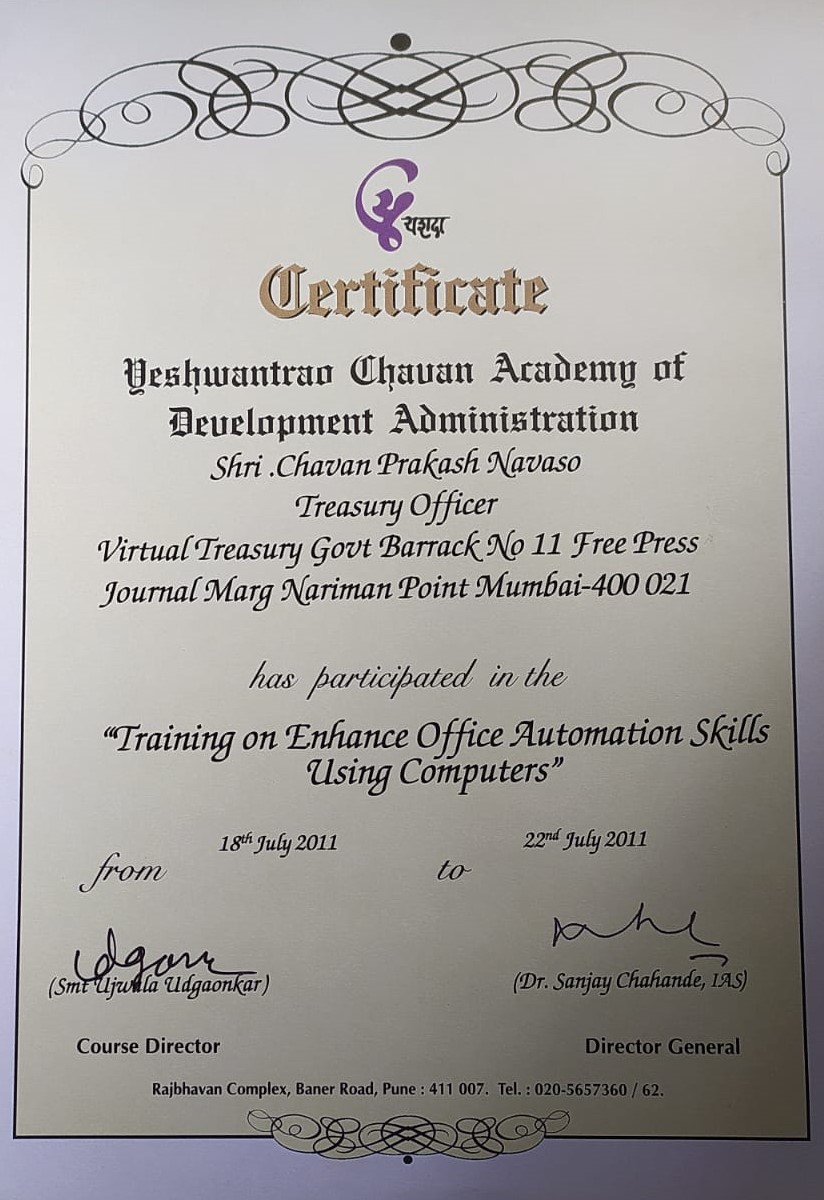 यशदा
Certificate
Yeshwantrao Chavan Academy of
Development Administration
Shri .Chavan Prakash Navaso
Treasury Officer
Virtual Treasury Govt Barrack No 11 Free Press
Journal Marg Nariman Point Mumbai-400 021
has participated in the
“Training on Enhance Office Automation Skills
Using Computers”
from 18th July 2011 to 22nd July 2011
(Smt Ujwala Udgaonkar) (Dr. Sanjay Chahande, IAS)
Course Director Director General
Rajbhavan Complex, Baner Road, Pune : 411 007. Tel. : 020-5657360 / 62.